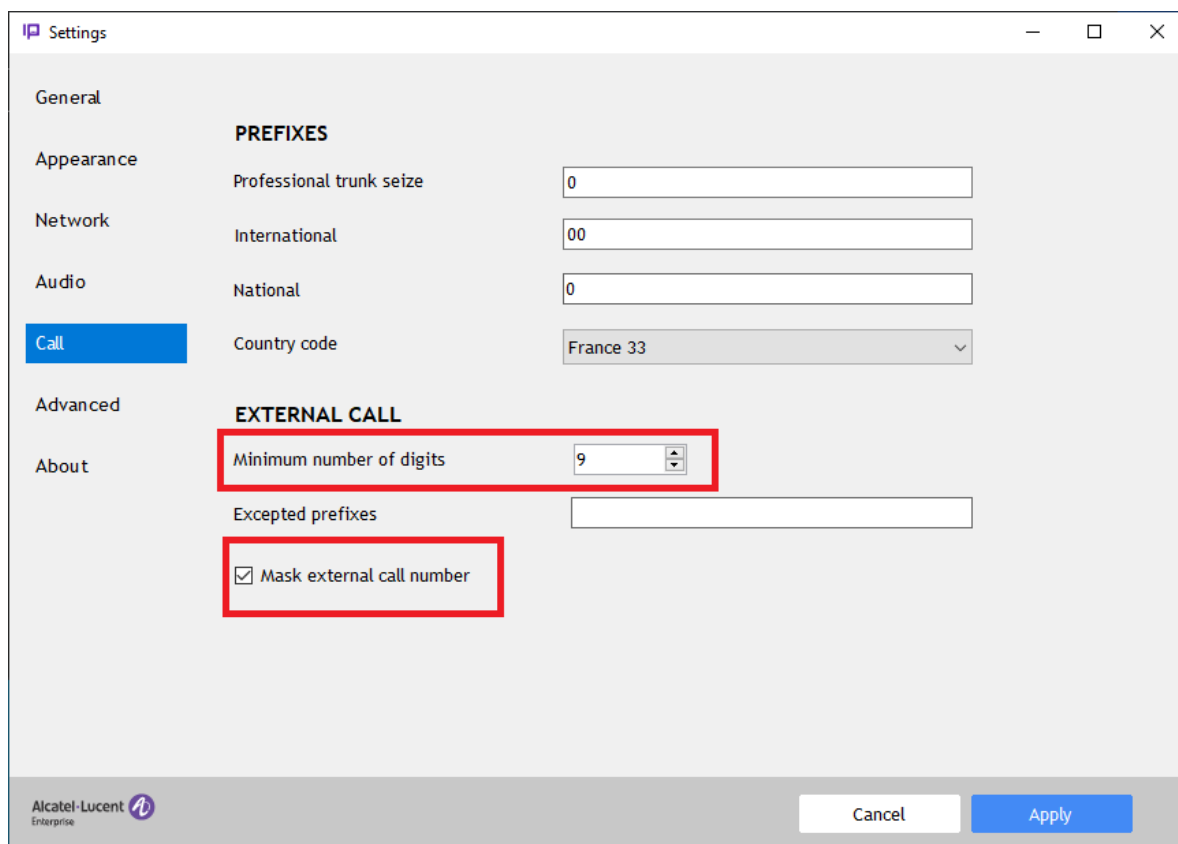 Settings
General
Appearance
Network
Audio
Call
Advanced
About
PREFIXES
Professional trunk seize 0
International 00
National 0
Country code France 33
EXTERNAL CALL
Minimum number of digits 9
Excepted prefixes
Mask external call number
Alcatel·Lucent
Enterprise
Cancel Apply